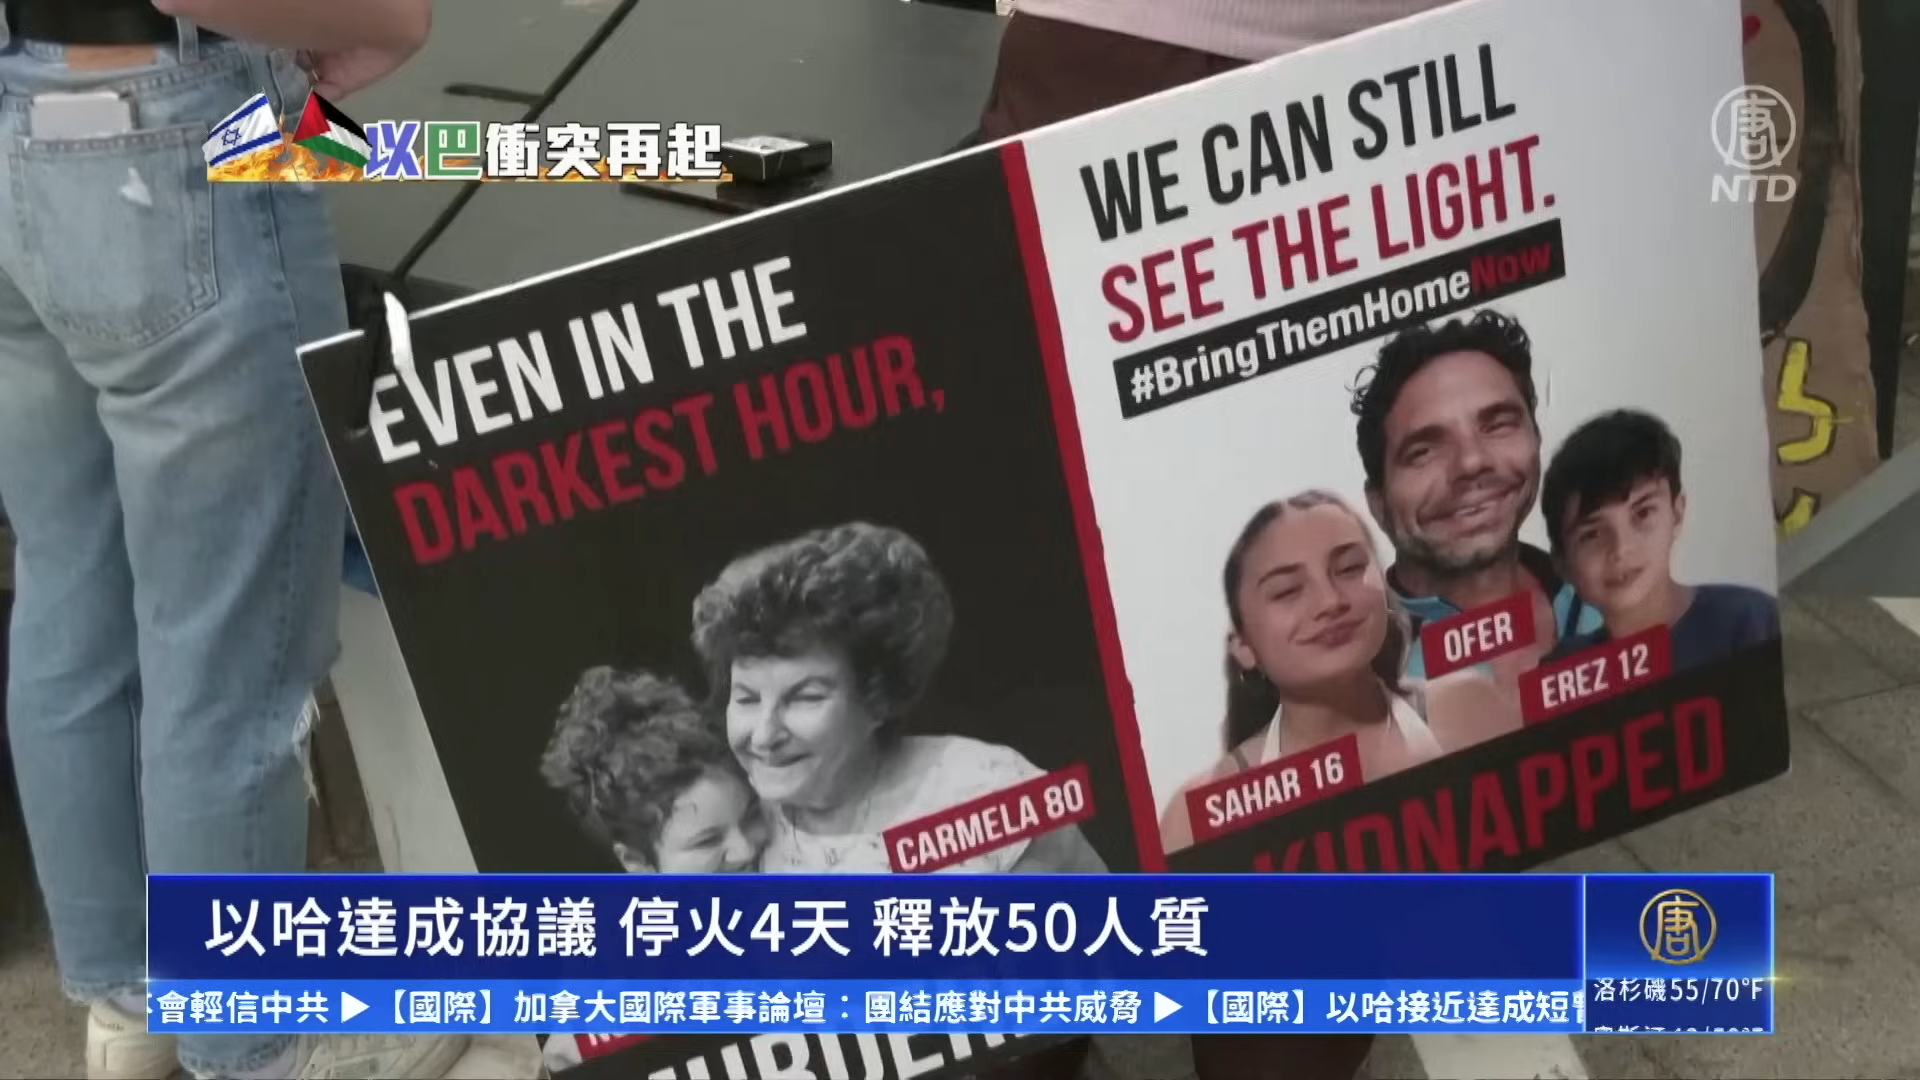 以巴衝突再起
唐
NTD
EVEN IN THE
DARKEST HOUR,
CARMELA 80
WE CAN STILL
SEE THE LIGHT.
#BringThemHomeNow
OFER
EREZ 12
SAHAR 16
KIDNAPPED
以哈達成協議 停火4天 釋放50人質
唐
會輕信中共 ▶【國際】加拿大國際軍事論壇：團結應對中共威脅 ▶【國際】以哈接近達成短
洛杉磯55/70°F